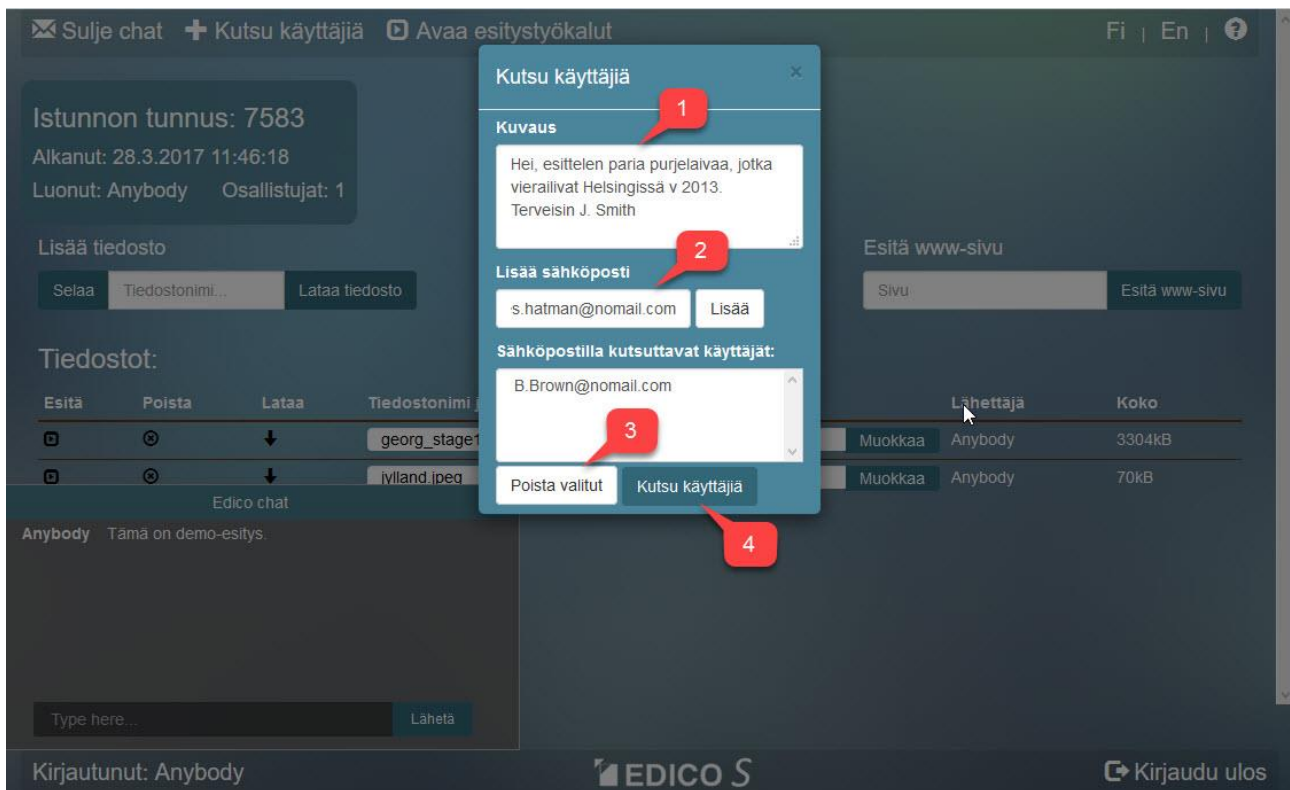 Sulje chat Kutsu käyttäjiä Avaa esitystyökalut Fi | En | ?
Kutsu käyttäjiä ×
Istunnon tunnus: 7583
Alkanut: 28.3.2017 11:46:18
Luonut: Anybody Osallistujat: 1
1
Kuvaus
Hei, esittelen paria purjelaivaa, jotka
vierailivat Helsingissä v 2013.
Terveisin J. Smith
2
Lisää tiedosto
Selaa Tiedostonimi... Lataa tiedosto
Lisää sähköposti
s.hatman@nomail.com Lisää
Esitä www-sivu
Sivu Esitä www-sivu
Sähköpostilla kutsuttavat käyttäjät:
B.Brown@nomail.com
3
Poista valitut Kutsu käyttäjiä
4
Tiedostot:
Esitä Poista Lataa Tiedostonimi Lähettäjä Koko
georg_stage1 Muokkaa Anybody 3304kB
jylland.jpeg Muokkaa Anybody 70kB
Edico chat
Anybody Tämä on demo-esitys.
Type here... Lähetä
Kirjautunut: Anybody EDICO S Kirjaudu ulos